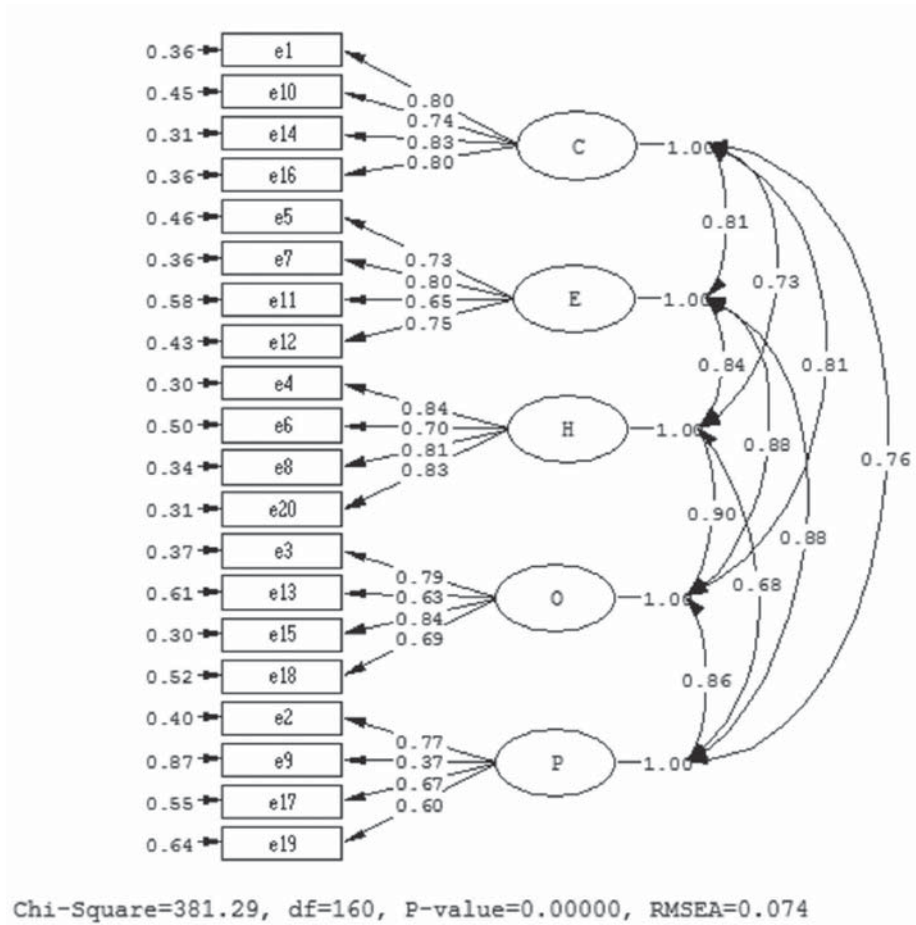 0.36 e1
0.80
0.45 e10
0.74
0.31 e14
0.83
C 1.00
0.36 e16
0.80
0.46 e5
0.81
0.36 e7
0.73
0.80
0.73
0.58 e11
0.65
E 1.00
0.43 e12
0.75
0.84
0.81
0.30 e4
0.84
0.50 e6
0.70
H 1.00
0.88
0.76
0.34 e8
0.81
0.31 e20
0.83
0.90
0.88
0.37 e3
0.79
0.68
0.61 e13
0.63
O 1.00
0.30 e15
0.84
0.52 e18
0.69
0.86
0.40 e2
0.77
0.87 e9
0.37
P 1.00
0.55 e17
0.67
0.64 e19
0.60
Chi-Square=381.29, df=160, P-value=0.00000, RMSEA=0.074